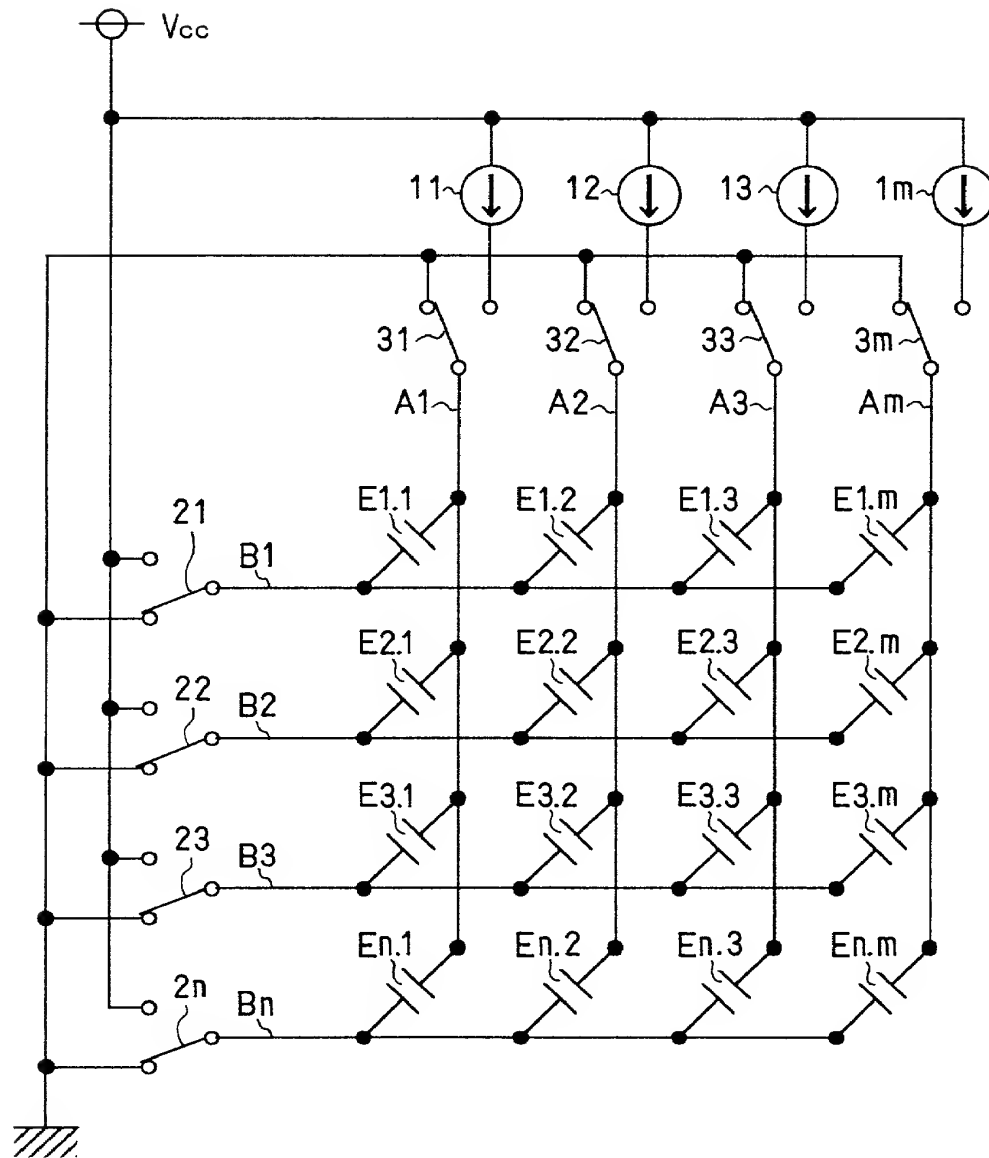 Vcc
11 12 13 1m
31 32 33 3m
A1 A2 A3 Am
E1.1 E1.2 E1.3 E1.m
21 B1
E2.1 E2.2 E2.3 E2.m
22 B2
E3.1 E3.2 E3.3 E3.m
23 B3
En.1 En.2 En.3 En.m
2n Bn